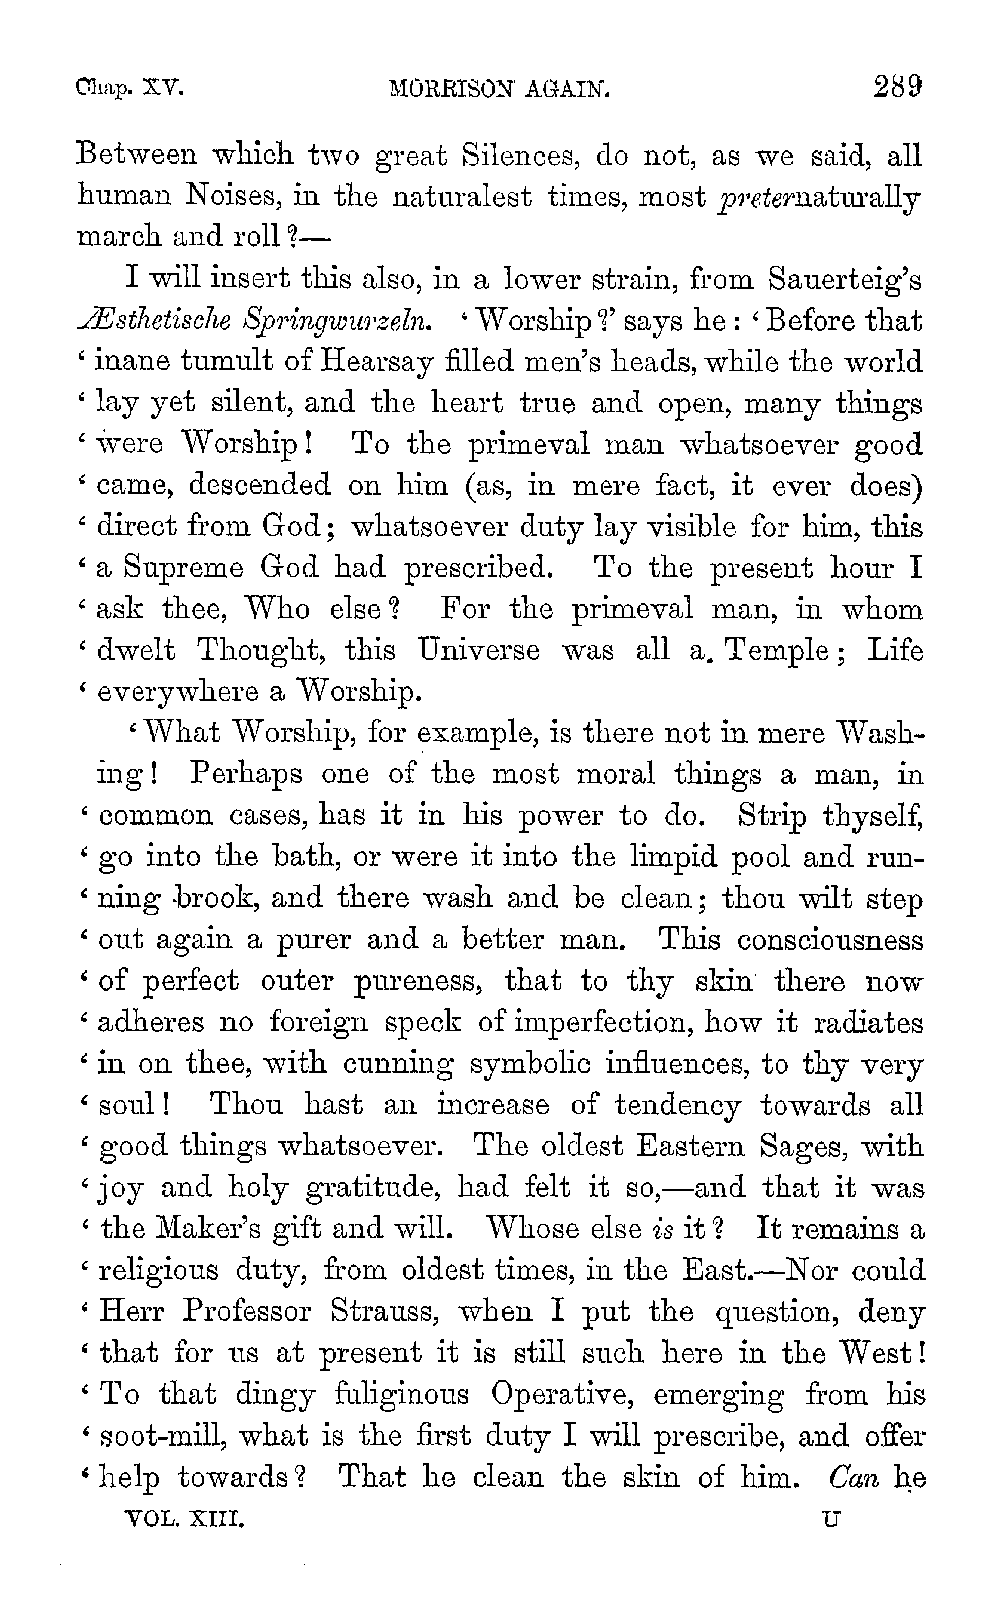 Chap. XV. MORRISON AGAIN. 289
Between which two great Silences, do not, as we said, all
human Noises, in the naturalest times, most preternaturally
march and roll?—
I will insert this also, in a lower strain, from Sauerteig's
Æsthetische Springwurzeln. ‘Worship?’ says he: ‘Before that
‘inane tumult of Hearsay filled men's heads, while the world
‘lay yet silent, and the heart true and open, many things
‘were Worship! To the primeval man whatsoever good
‘came, descended on him (as, in mere fact, it ever does)
‘direct from God; whatsoever duty lay visible for him, this
‘a Supreme God had prescribed. To the present hour I
‘ask thee, Who else? For the primeval man, in whom
‘dwelt Thought, this Universe was all a Temple; Life
‘everywhere a Worship.
‘What Worship, for example, is there not in mere Wash-
ing! Perhaps one of the most moral things a man, in
‘common cases, has it in his power to do. Strip thyself,
‘go into the bath, or were it into the limpid pool and run-
‘ning brook, and there wash and be clean; thou wilt step
‘out again a purer and a better man. This consciousness
‘of perfect outer pureness, that to thy skin there now
‘adheres no foreign speck of imperfection, how it radiates
‘in on thee, with cunning symbolic influences, to thy very
‘soul! Thou hast an increase of tendency towards all
‘good things whatsoever. The oldest Eastern Sages, with
‘joy and holy gratitude, had felt it so,—and that it was
‘the Maker's gift and will. Whose else is it? It remains a
‘religious duty, from oldest times, in the East.—Nor could
‘Herr Professor Strauss, when I put the question, deny
‘that for us at present it is still such here in the West!
‘To that dingy fuliginous Operative, emerging from his
‘soot-mill, what is the first duty I will prescribe, and offer
‘help towards? That he clean the skin of him. Can he
VOL. XIII. U